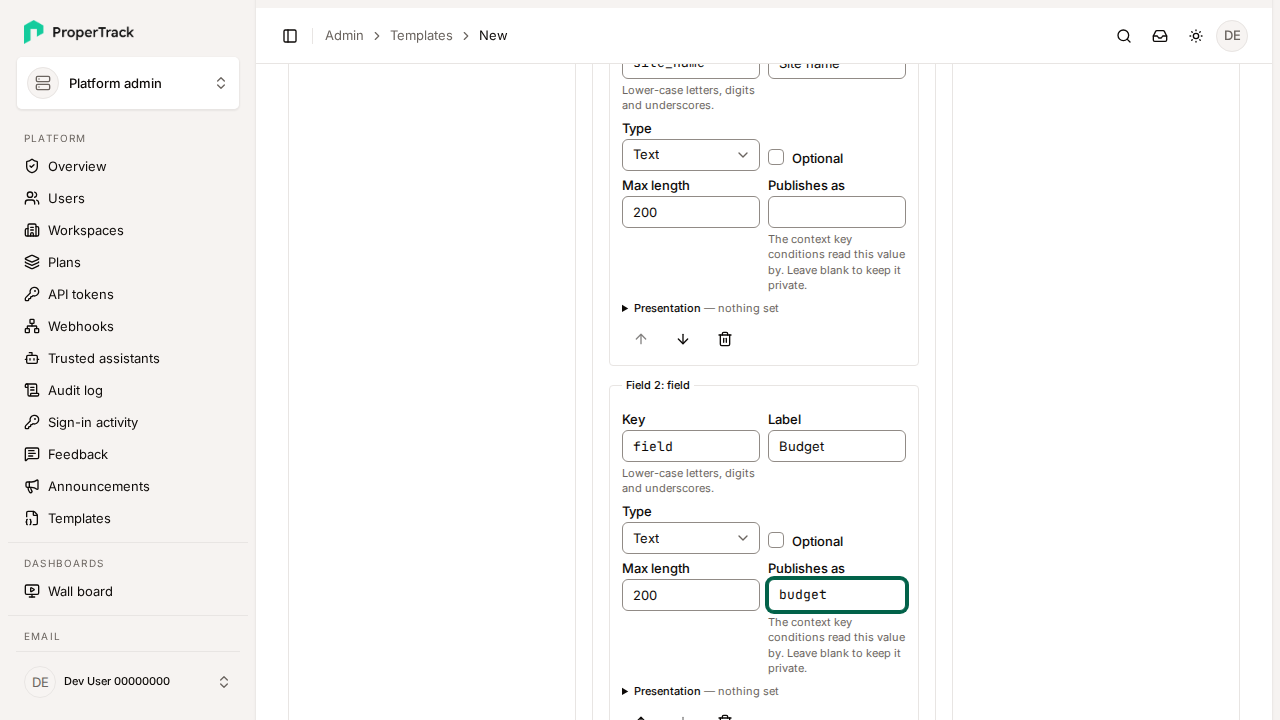 ProperTrack
Platform admin
PLATFORM
Overview
Users
Workspaces
Plans
API tokens
Webhooks
Trusted assistants
Audit log
Sign-in activity
Feedback
Announcements
Templates
DASHBOARDS
Wall board
EMAIL
DE
Dev User 00000000
Admin
Templates
New
DE
site_name
Site name
Lower-case letters, digits
and underscores.
Type
Text
Optional
Max length
Publishes as
200
The context key
conditions read this value
by. Leave blank to keep it
private.
Presentation — nothing set
Field 2: field
Key
Label
field
Budget
Lower-case letters, digits
and underscores.
Type
Text
Optional
Max length
Publishes as
200
budget
The context key
conditions read this value
by. Leave blank to keep it
private.
Presentation — nothing set